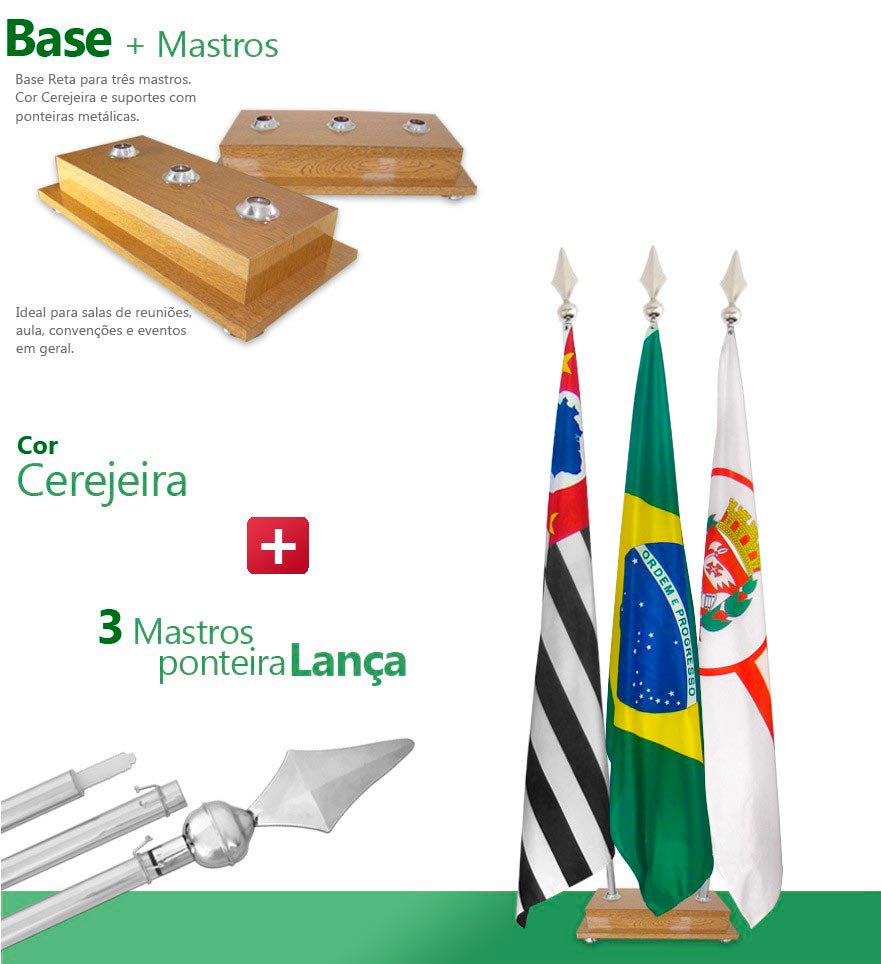 Base + Mastros
Base Reta para três mastros.
Cor Cerejeira e suportes com
ponteiras metálicas.
Ideal para salas de reuniões,
aula, convenções e eventos
em geral.
Cor
Cerejeira
3 Mastros
ponteira Lança
ORDEM E PROGRESSO